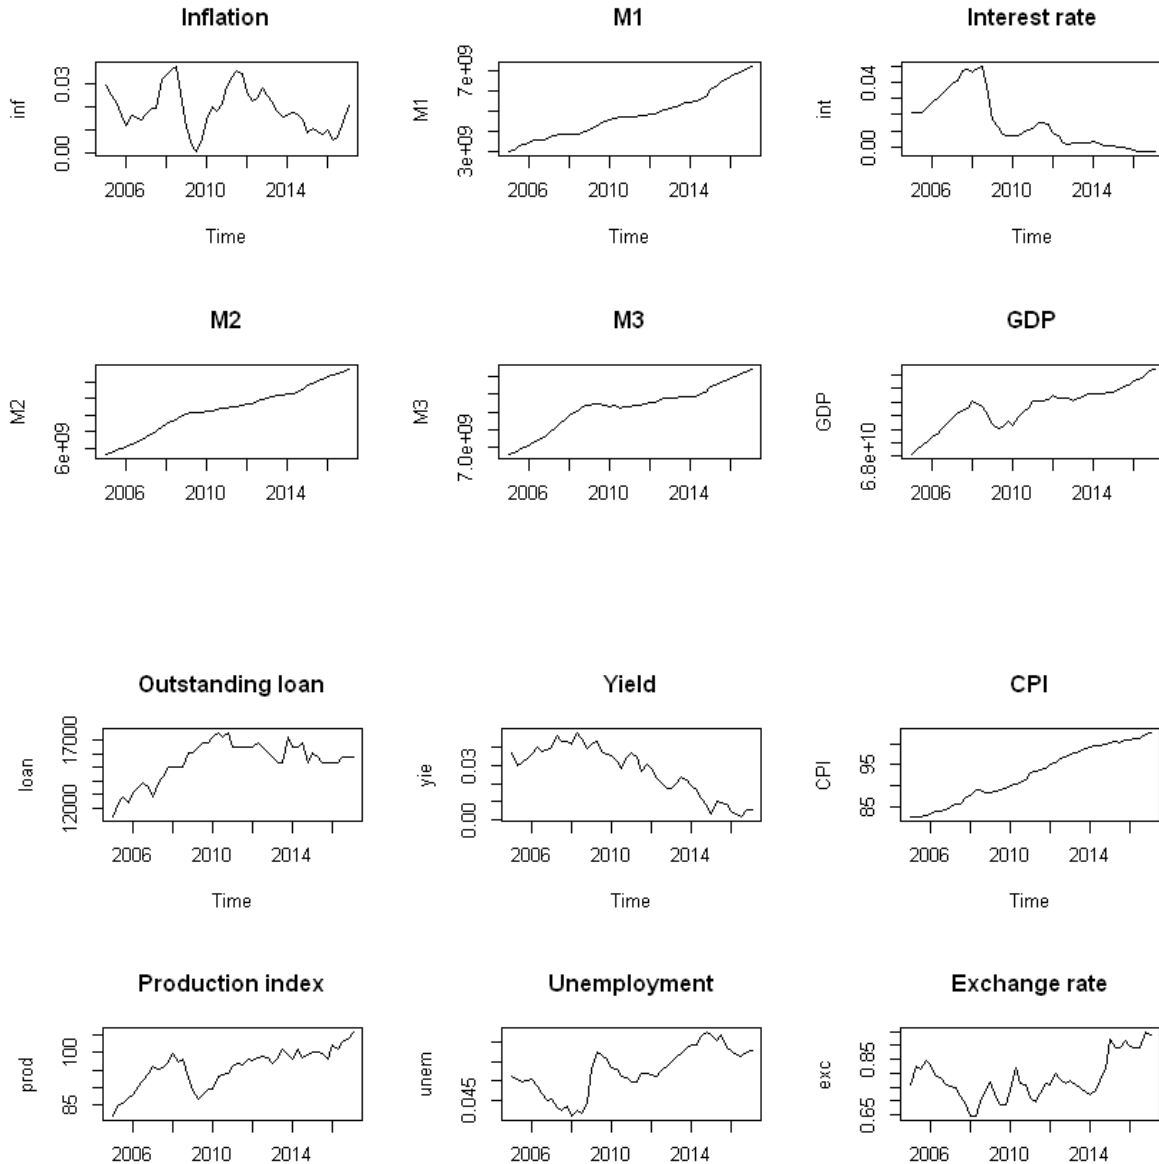 Inflation M1 Interest rate
inf 0.00 0.03 M1 3e+09 7e+09 int 0.00 0.04
2006 2010 2014 2006 2010 2014 2006 2010 2014
Time Time Time
M2 M3 GDP
M2 6e+09 M3 7.0e+09 GDP 6.8e+10
2006 2010 2014 2006 2010 2014 2006 2010 2014
Outstanding loan Yield CPI
loan 12000 17000 yie 0.00 0.03 CPI 85 95
2006 2010 2014 2006 2010 2014 2006 2010 2014
Time Time Time
Production index Unemployment Exchange rate
prod 85 100 unem 0.045 exc 0.65 0.85
2006 2010 2014 2006 2010 2014 2006 2010 2014